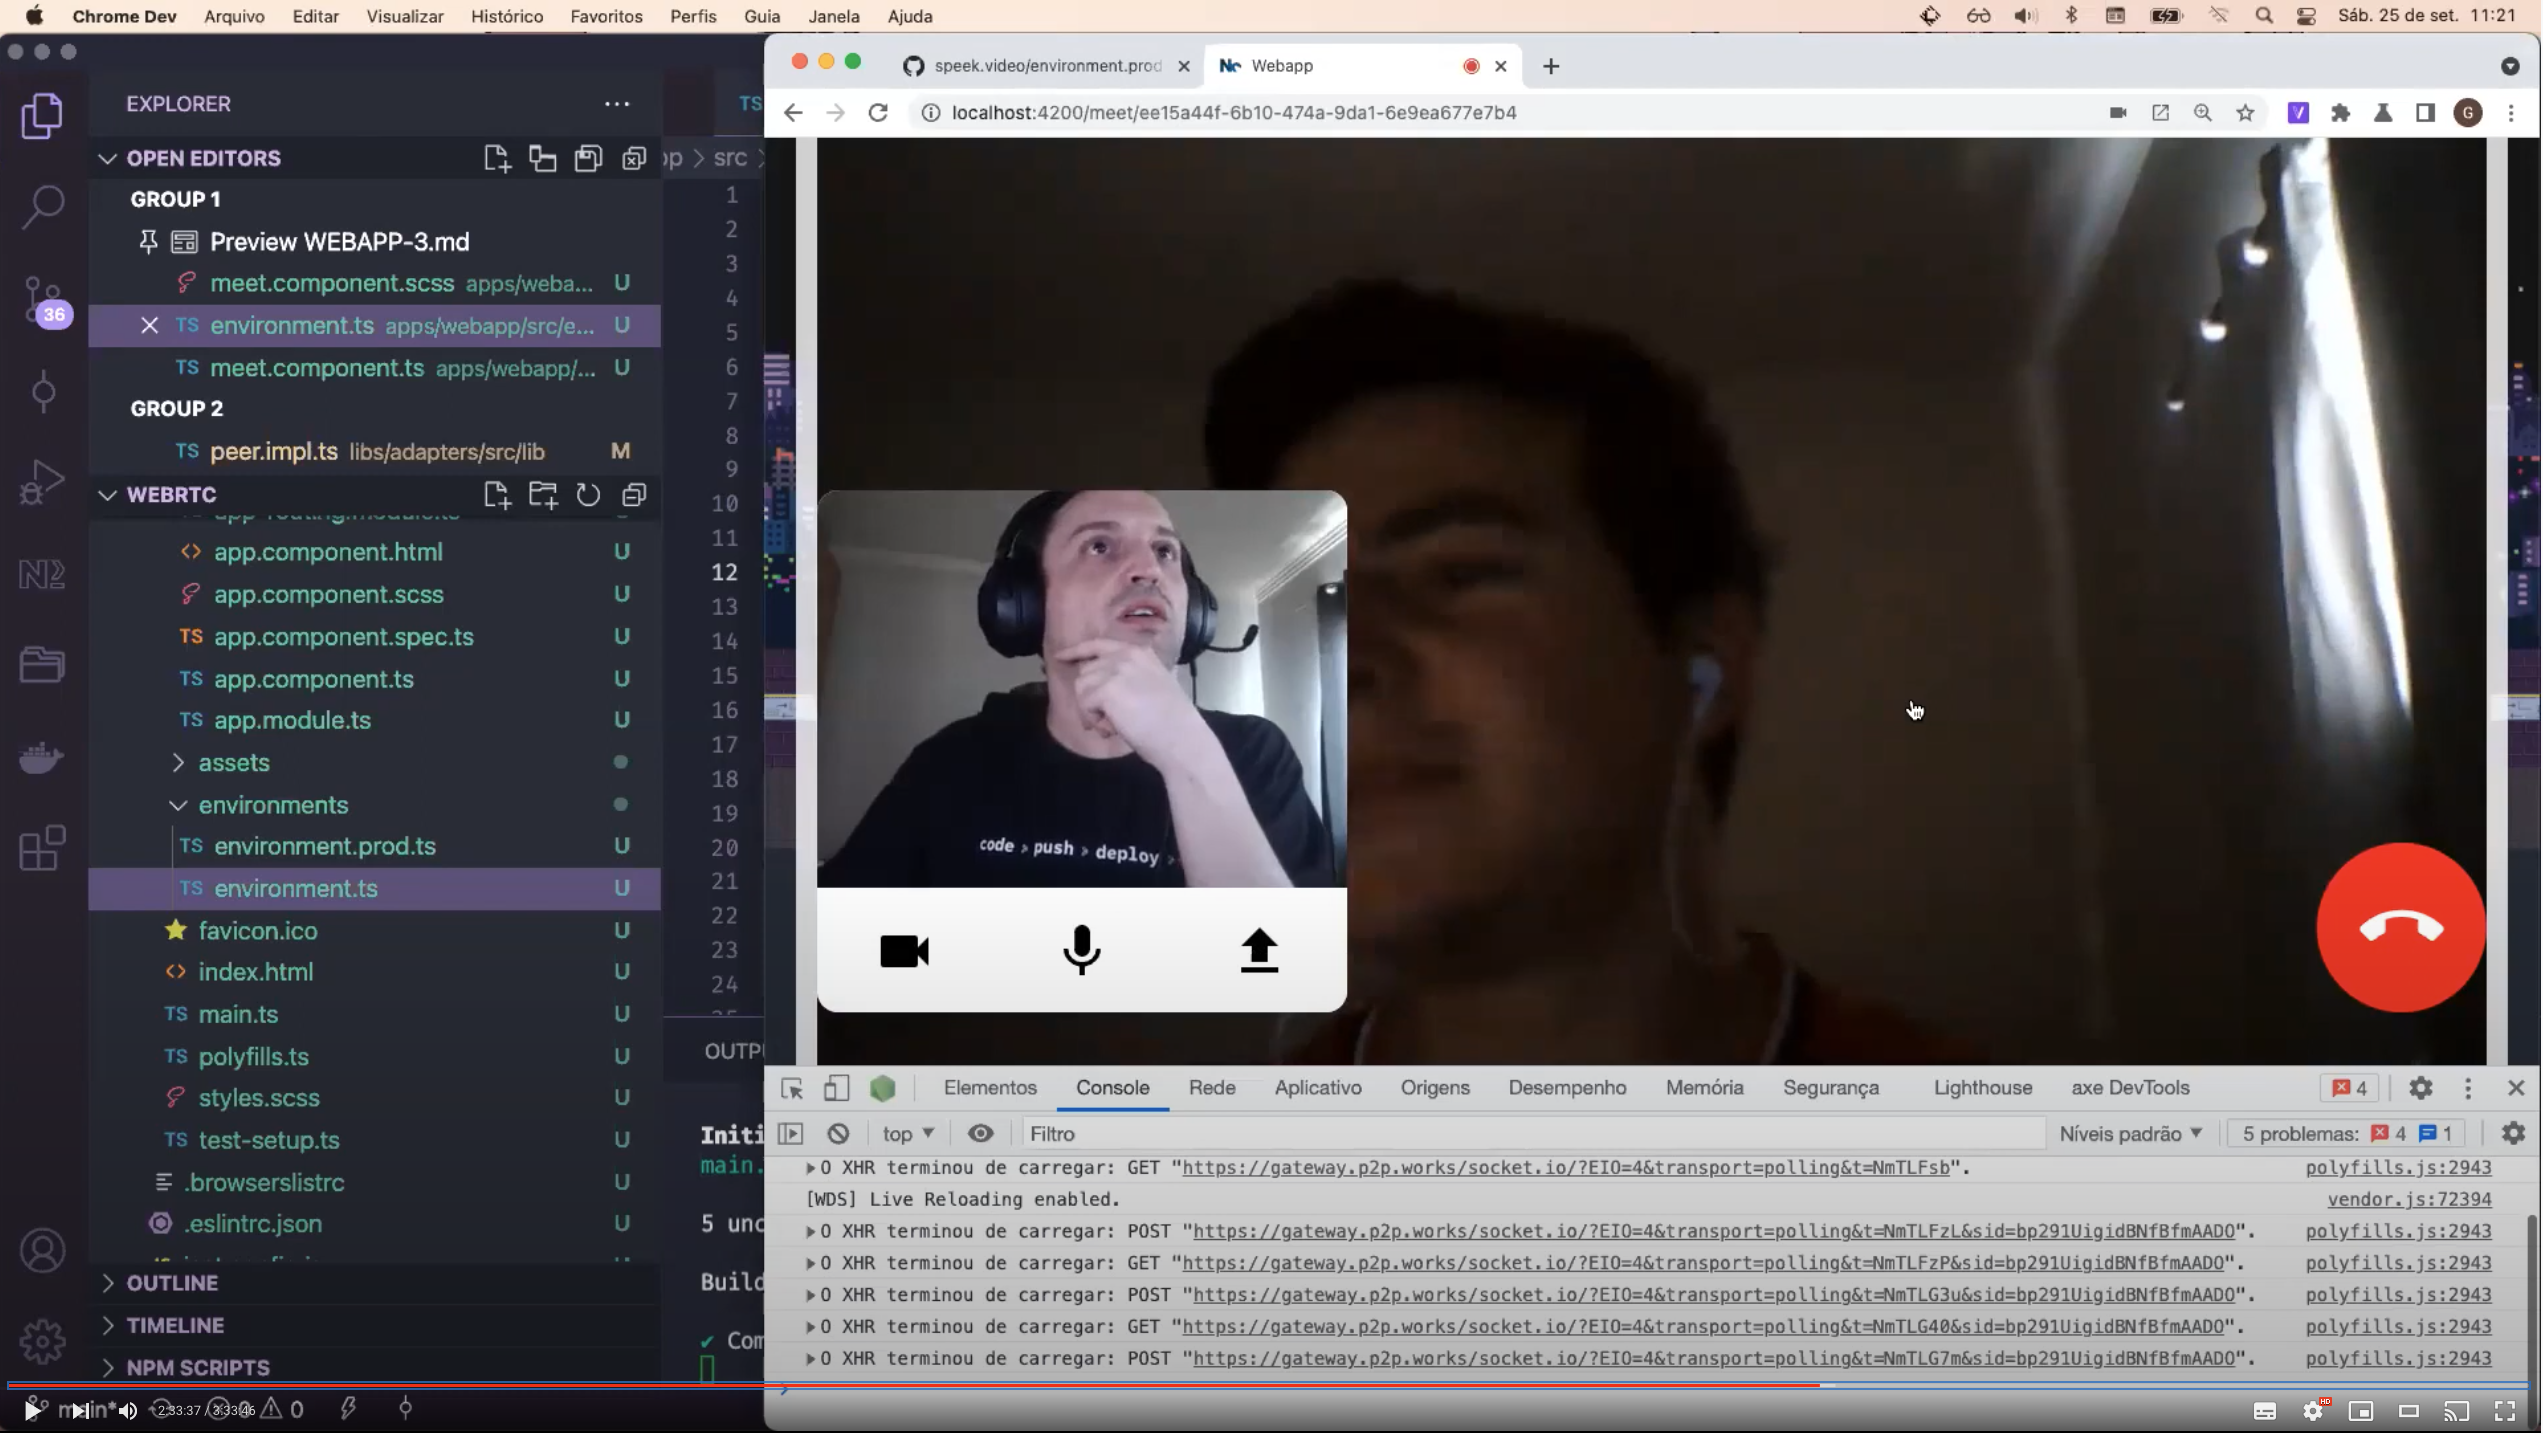 Chrome Dev Arquivo Editar Visualizar Histórico Favoritos Perfis Guia Janela Ajuda Sáb. 25 de set. 11:21
EXPLORER
OPEN EDITORS
GROUP 1
Preview WEBAPP-3.md
meet.component.scss apps/weba... U
TS environment.ts apps/webapp/src/e... U
TS meet.component.ts apps/webapp/... U
GROUP 2
TS peer.impl.ts libs/adapters/src/lib M
WEBRTC
36
app.component.html U
app.component.scss U
TS app.component.spec.ts U
TS app.component.ts U
TS app.module.ts U
assets
environments
TS environment.prod.ts U
TS environment.ts U
favicon.ico U
index.html U
TS main.ts U
TS polyfills.ts U
styles.scss U
TS test-setup.ts U
.browserslistrc U
.eslintrc.json U
OUTLINE
TIMELINE
NPM SCRIPTS
main* 0
2:33:37 / 3:33:46
TS
pp > src >
1
2
3
4
5
6
7
8
9
10
11
12
13
14
15
16
17
18
19
20
21
22
23
24
OUTP
Initi
main.
5 unc
Build
✔ Com
speek.video/environment.prod
Webapp
localhost:4200/meet/ee15a44f-6b10-474a-9da1-6e9ea677e7b4
V
G
code > push > deploy >
Elementos Console Rede Aplicativo Origens Desempenho Memória Segurança Lighthouse axe DevTools 4
top Filtro Níveis padrão 5 problemas: 4 1
O XHR terminou de carregar: GET "https://gateway.p2p.works/socket.io/?EIO=4&transport=polling&t=NmTLFsb". polyfills.js:2943
[WDS] Live Reloading enabled. vendor.js:72394
O XHR terminou de carregar: POST "https://gateway.p2p.works/socket.io/?EIO=4&transport=polling&t=NmTLFzL&sid=bp291UigidBNfBfmAADO". polyfills.js:2943
O XHR terminou de carregar: GET "https://gateway.p2p.works/socket.io/?EIO=4&transport=polling&t=NmTLFzP&sid=bp291UigidBNfBfmAADO". polyfills.js:2943
O XHR terminou de carregar: POST "https://gateway.p2p.works/socket.io/?EIO=4&transport=polling&t=NmTLG3u&sid=bp291UigidBNfBfmAADO". polyfills.js:2943
O XHR terminou de carregar: GET "https://gateway.p2p.works/socket.io/?EIO=4&transport=polling&t=NmTLG40&sid=bp291UigidBNfBfmAADO". polyfills.js:2943
O XHR terminou de carregar: POST "https://gateway.p2p.works/socket.io/?EIO=4&transport=polling&t=NmTLG7m&sid=bp291UigidBNfBfmAADO". polyfills.js:2943
HD